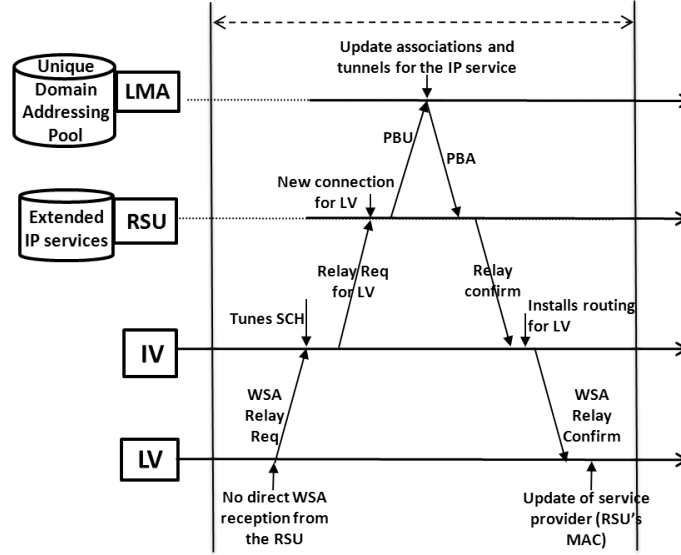 Update associations and
tunnels for the IP service
Unique
Domain
Addressing
Pool
LMA
PBU
PBA
New connection
for LV
Extended
IP services
RSU
Relay Req
for LV
Relay
confirm
Tunes SCH
Installs routing
for LV
IV
WSA
Relay
Req
WSA
Relay
Confirm
LV
No direct WSA
reception from
the RSU
Update of service
provider (RSU's
MAC)